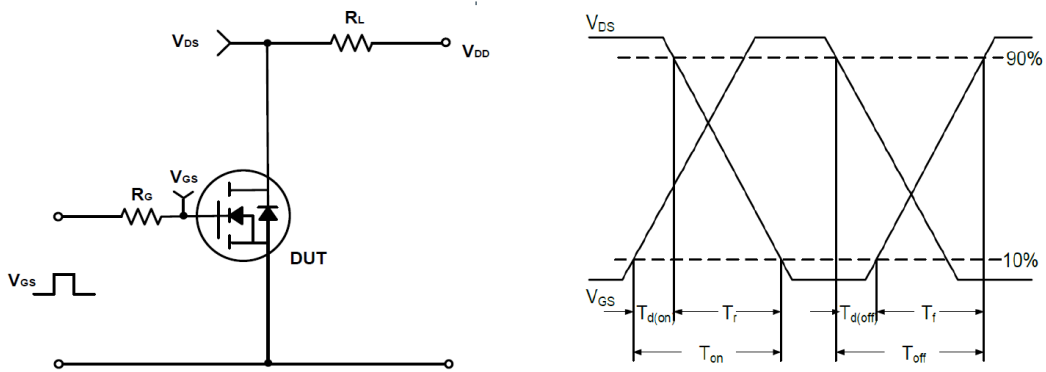 RL
VDS
VDD
VGS
RG
DUT
VGS
VDS
90%
10%
VGS
Td(on)
Tr
Td(off)
Tf
Ton
Toff